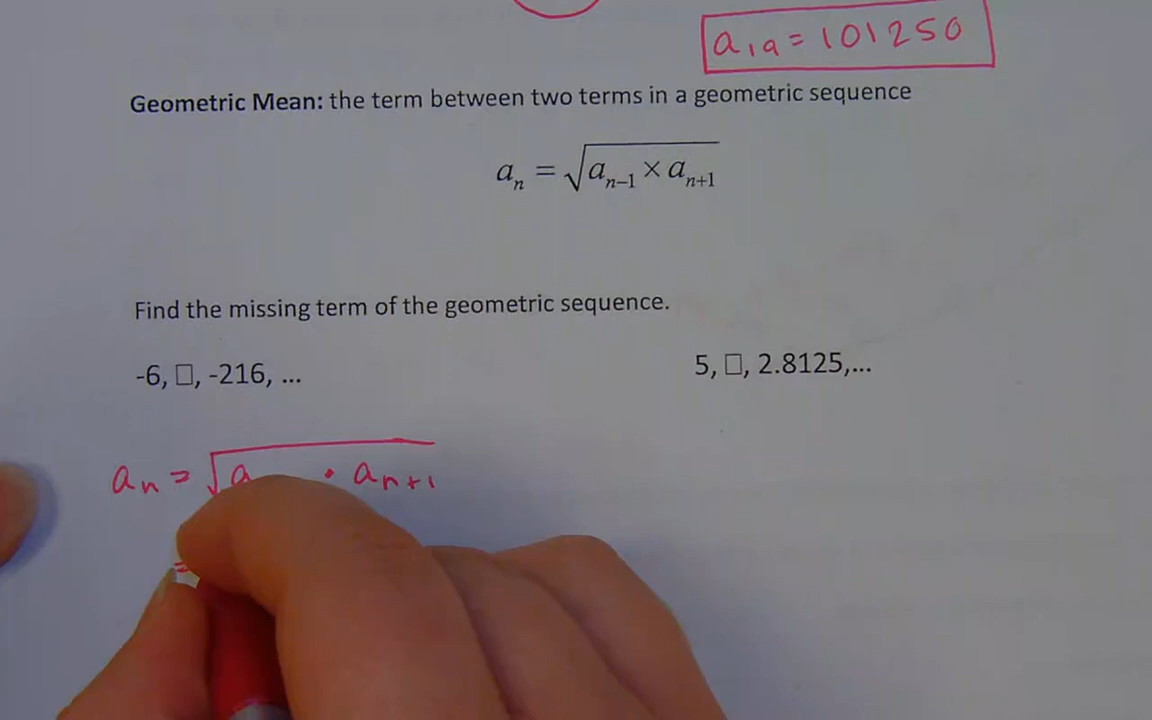 a₁₉ = 101250
Geometric Mean: the term between two terms in a geometric sequence
aₙ = √(aₙ₋₁ × aₙ₊₁)
Find the missing term of the geometric sequence.
-6, □, -216, ...
5, □, 2.8125,...
aₙ = √a · aₙ₊₁
=